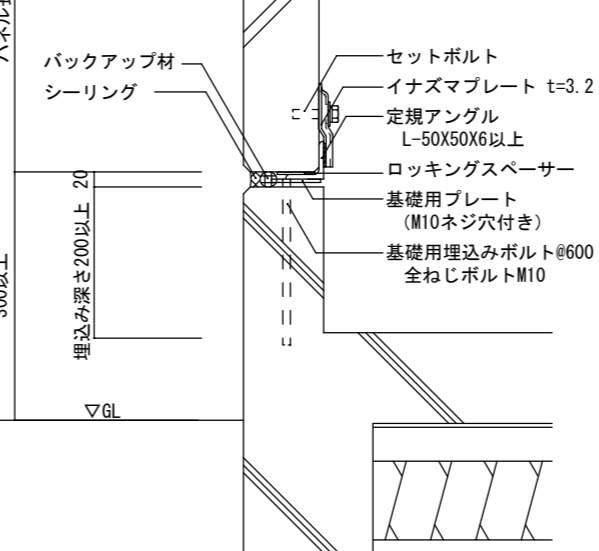 バックアップ材
シーリング
セットボルト
イナズマプレート t=3.2
定規アングル
L-50X50X6以上
ロッキングスペーサー
基礎用プレート
(M10ネジ穴付き)
基礎用埋込みボルト@600
全ねじボルトM10
20
埋込み深さ200以上
300以上
▽GL